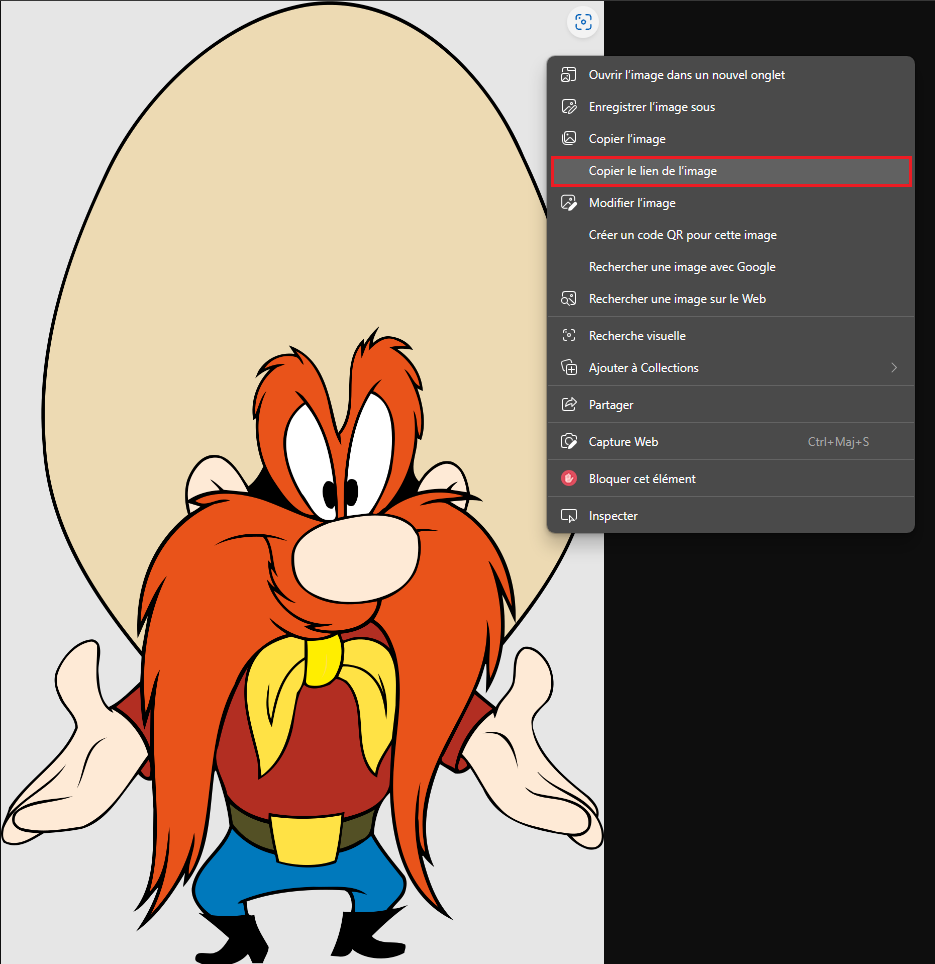 Ouvrir l’image dans un nouvel onglet
Enregistrer l’image sous
Copier l’image
Copier le lien de l’image
Modifier l’image
Créer un code QR pour cette image
Rechercher une image avec Google
Rechercher une image sur le Web
Recherche visuelle
Ajouter à Collections
Partager
Capture Web Ctrl+Maj+S
Bloquer cet élément
Inspecter